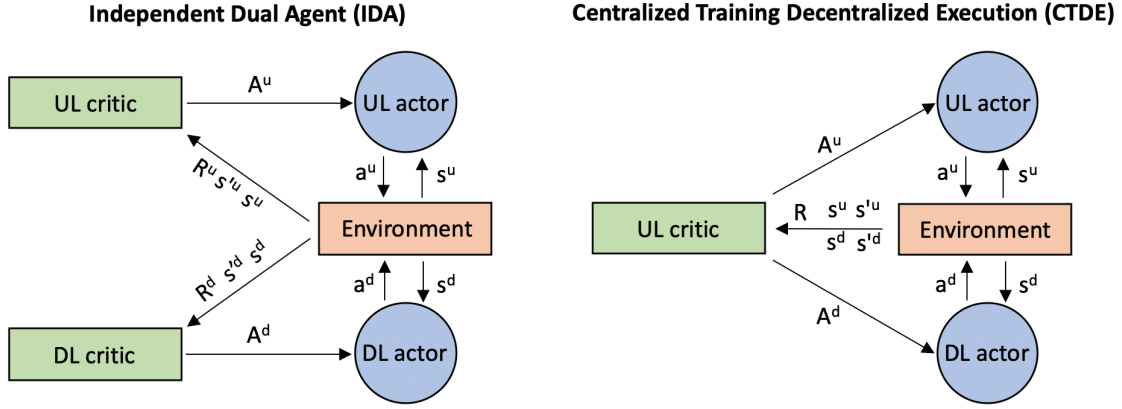 Independent Dual Agent (IDA)
UL critic
Aᵘ
UL actor
Rᵘ s'ᵘ sᵘ
aᵘ
sᵘ
Environment
Rᵈ s'ᵈ sᵈ
aᵈ
sᵈ
DL critic
Aᵈ
DL actor
Centralized Training Decentralized Execution (CTDE)
UL actor
Aᵘ
aᵘ
sᵘ
UL critic
R sᵘ s'ᵘ
sᵈ s'ᵈ
Environment
aᵈ
sᵈ
Aᵈ
DL actor